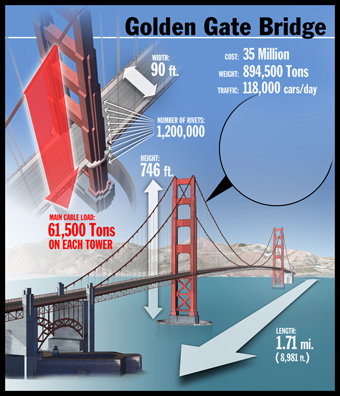 Golden Gate Bridge
WIDTH:
90 ft.
COST: 35 Million
WEIGHT: 894,500 Tons
TRAFFIC: 118,000 cars/day
NUMBER OF RIVETS:
1,200,000
HEIGHT:
746 ft.
MAIN CABLE LOAD:
61,500 Tons
ON EACH TOWER
LENGTH:
1.71 mi.
( 8,981 ft.)